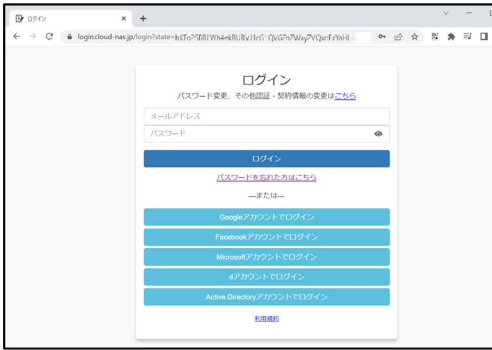 ログイン
login.cloud-nas.jp/login?state=
ログイン
パスワード変更、その他認証・契約情報の変更はこちら
メールアドレス
パスワード
ログイン
パスワードを忘れた方はこちら
---または---
Googleアカウントでログイン
Facebookアカウントでログイン
Microsoftアカウントでログイン
dアカウントでログイン
Active Directoryアカウントでログイン
利用規約